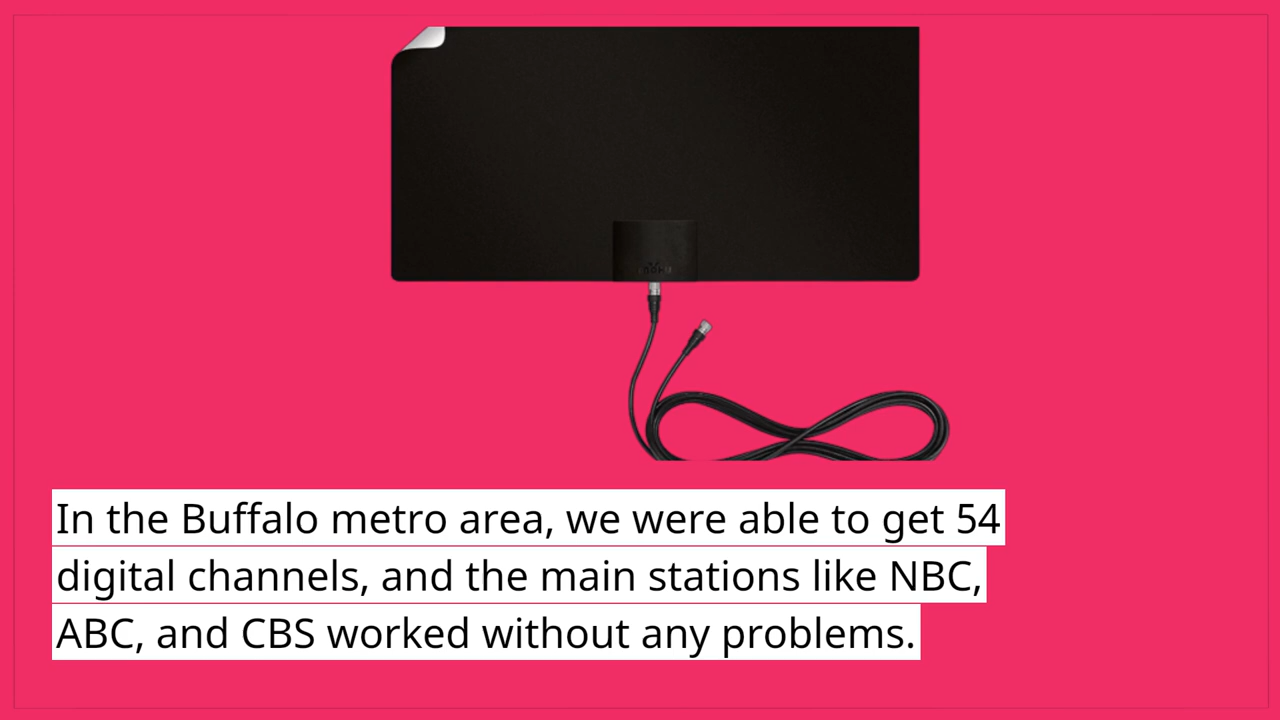 In the Buffalo metro area, we were able to get 54
digital channels, and the main stations like NBC,
ABC, and CBS worked without any problems.